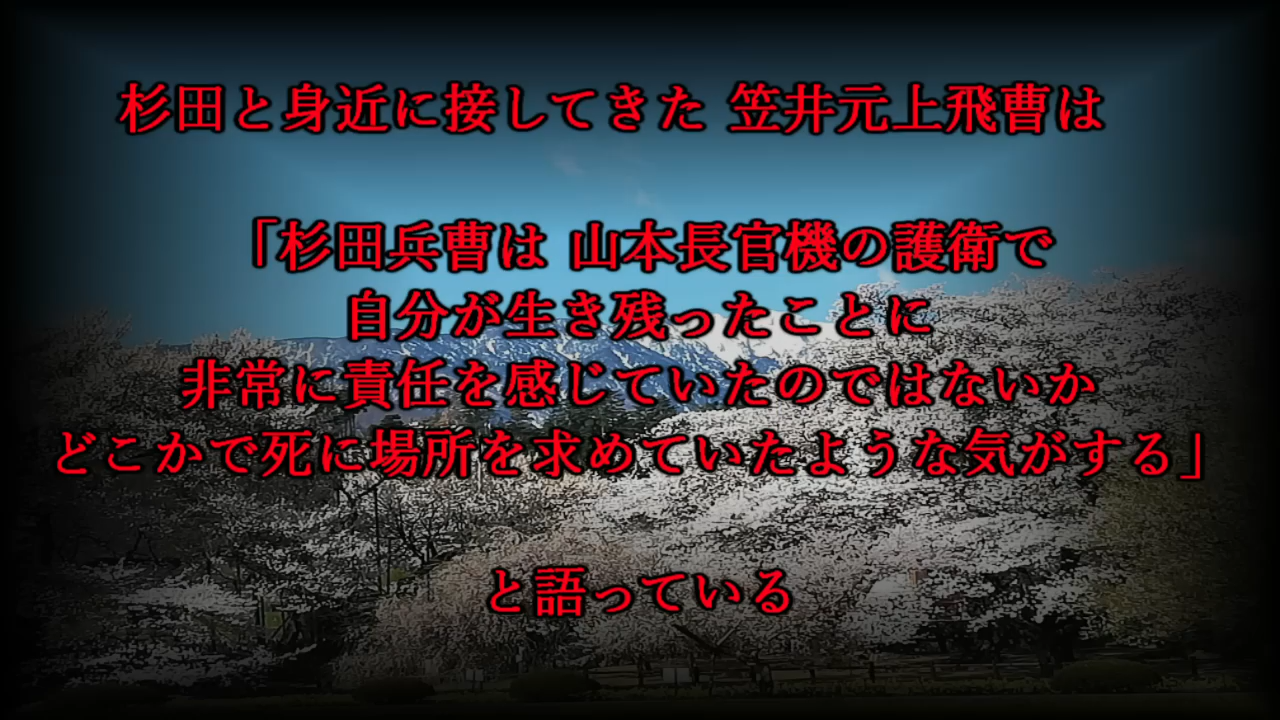 杉田と身近に接してきた 笠井元上飛曹は
「杉田兵曹は 山本長官機の護衛で
自分が生き残ったことに
非常に責任を感じていたのではないか
どこかで死に場所を求めていたような気がする」
と語っている